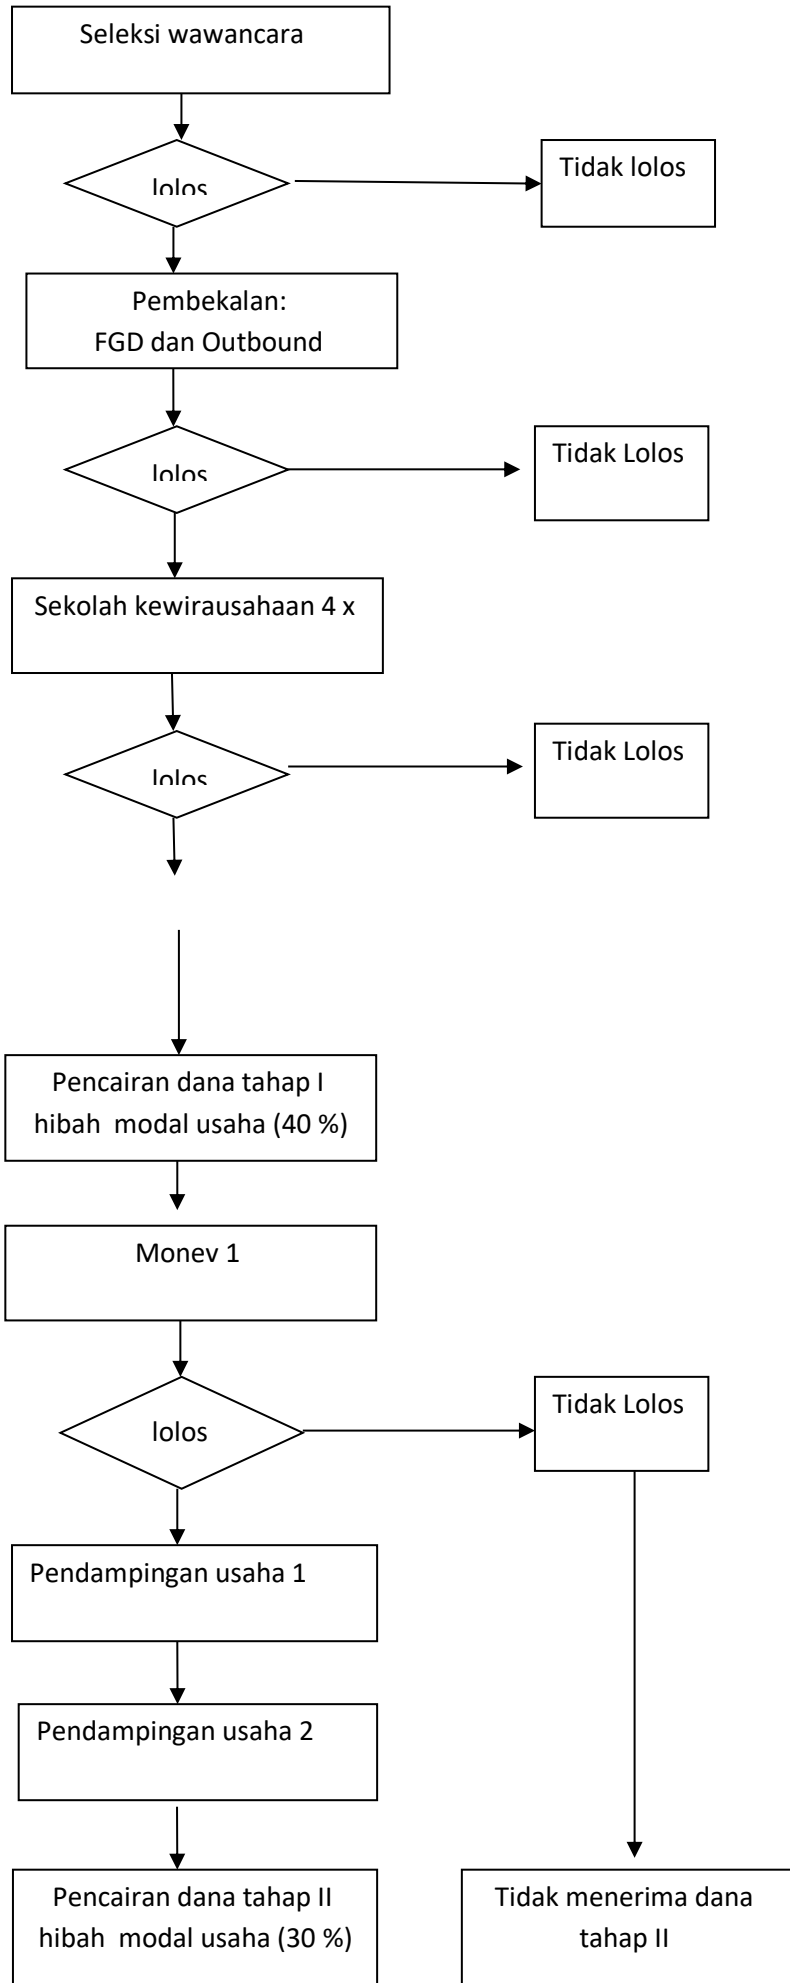 Seleksi wawancara
lolos
Tidak lolos
Pembekalan:
FGD dan Outbound
lolos
Tidak Lolos
Sekolah kewirausahaan 4 x
lolos
Tidak Lolos
Pencairan dana tahap I
hibah modal usaha (40 %)
Monev 1
lolos
Tidak Lolos
Pendampingan usaha 1
Pendampingan usaha 2
Pencairan dana tahap II
hibah modal usaha (30 %)
Tidak menerima dana
tahap II